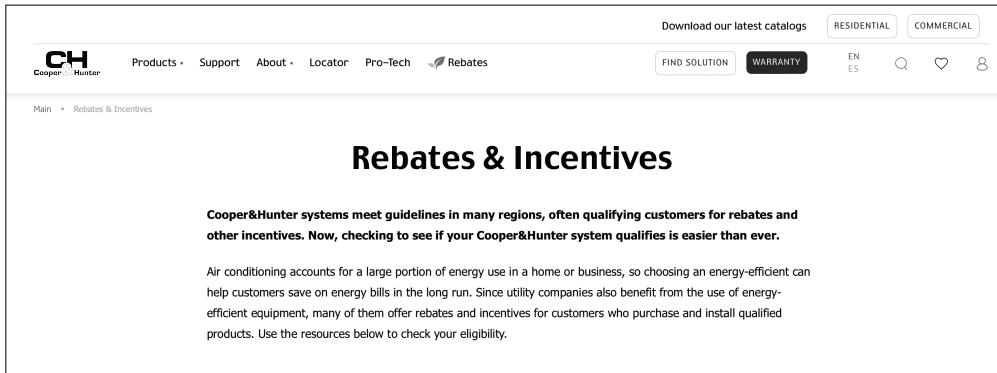 Download our latest catalogs RESIDENTIAL COMMERCIAL
CH
Cooper Hunter
Products Support About Locator Pro-Tech Rebates FIND SOLUTION WARRANTY EN
ES
Main • Rebates & Incentives
Rebates & Incentives
Cooper&Hunter systems meet guidelines in many regions, often qualifying customers for rebates and
other incentives. Now, checking to see if your Cooper&Hunter system qualifies is easier than ever.
Air conditioning accounts for a large portion of energy use in a home or business, so choosing an energy-efficient can
help customers save on energy bills in the long run. Since utility companies also benefit from the use of energy-
efficient equipment, many of them offer rebates and incentives for customers who purchase and install qualified
products. Use the resources below to check your eligibility.